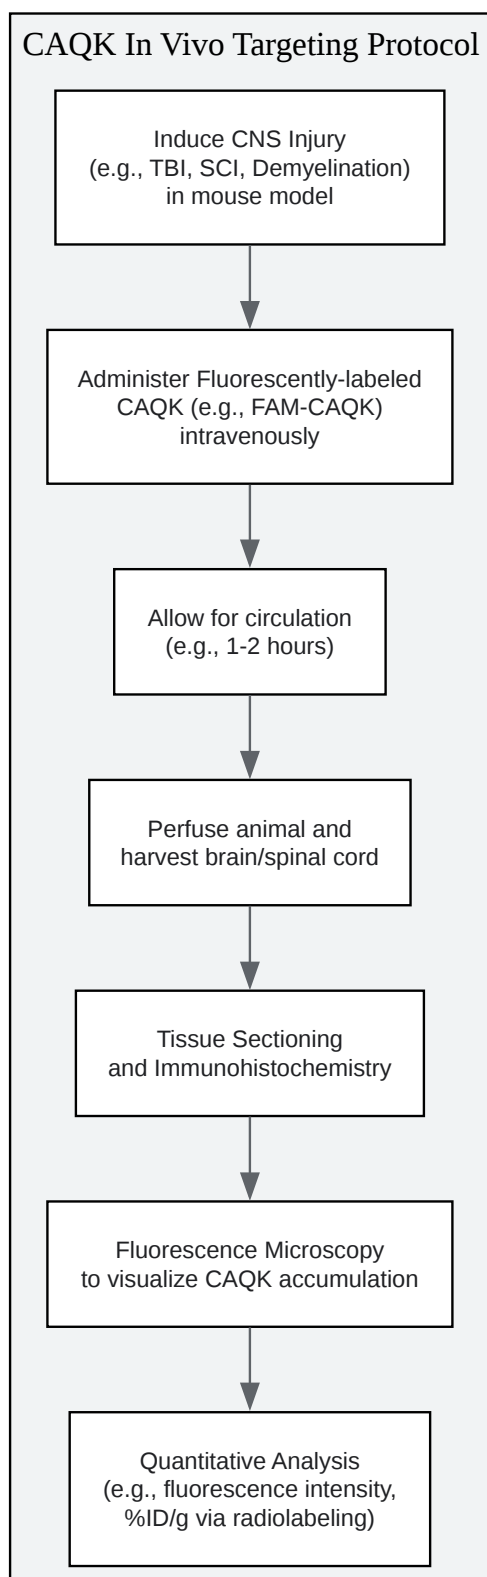 CAQK In Vivo Targeting Protocol
Induce CNS Injury
(e.g., TBI, SCI, Demyelination)
in mouse model
Administer Fluorescently-labeled
CAQK (e.g., FAM-CAQK)
intravenously
Allow for circulation
(e.g., 1-2 hours)
Perfuse animal and
harvest brain/spinal cord
Tissue Sectioning
and Immunohistochemistry
Fluorescence Microscopy
to visualize CAQK accumulation
Quantitative Analysis
(e.g., fluorescence intensity,
%ID/g via radiolabeling)